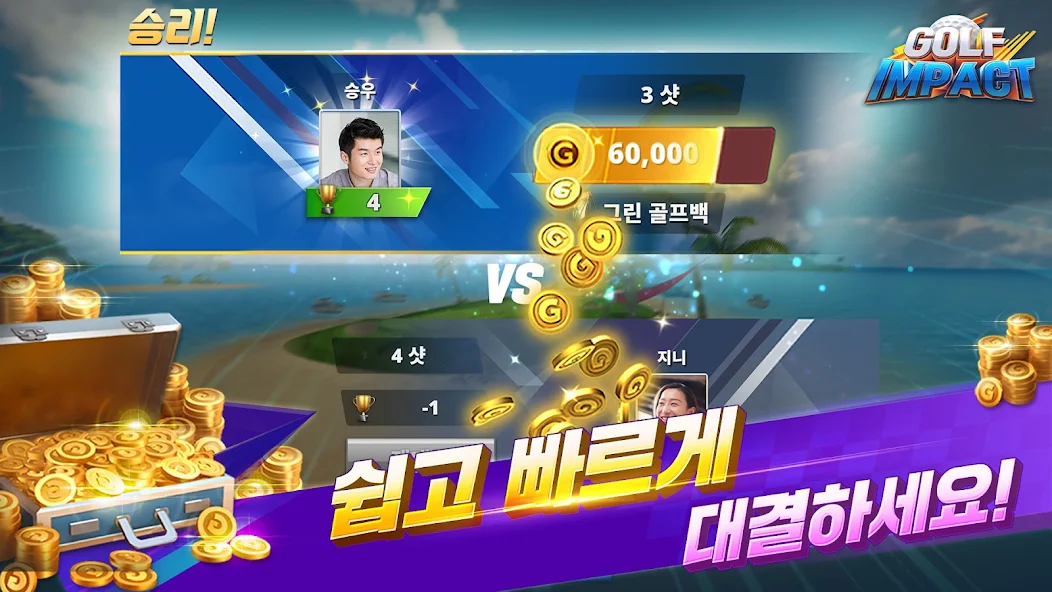 승리!
GOLF
IMPACT
승우
4
3 샷
60,000
그린 골프백
VS
4 샷
지니
-1
쉽고 빠르게
대결하세요!